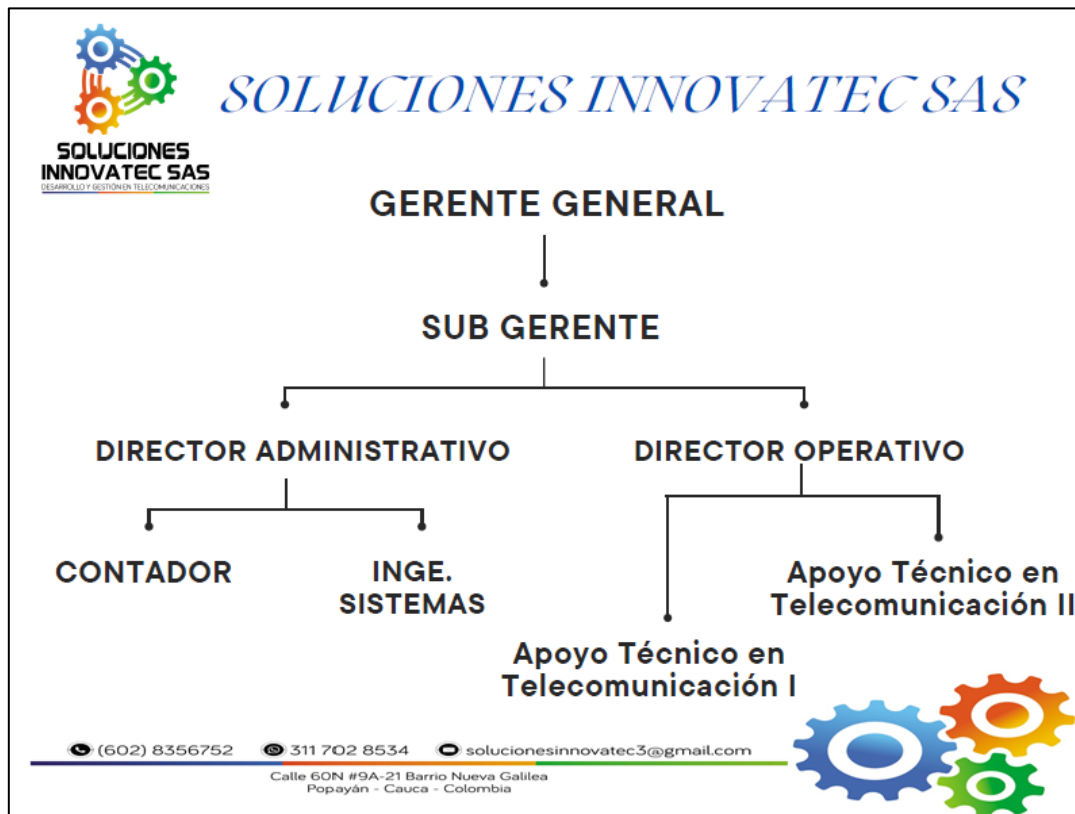 SOLUCIONES INNOVATEC SAS
SOLUCIONES
INNOVATEC SAS
DESARROLLO Y GESTIÓN EN TELECOMUNICACIONES
GERENTE GENERAL
SUB GERENTE
DIRECTOR ADMINISTRATIVO
DIRECTOR OPERATIVO
CONTADOR
INGE.
SISTEMAS
Apoyo Técnico en
Telecomunicación II
Apoyo Técnico en
Telecomunicación I
(602) 8356752 311 702 8534 solucionesinnovatec3@gmail.com
Calle 60N #9A-21 Barrio Nueva Galilea
Popayán - Cauca - Colombia